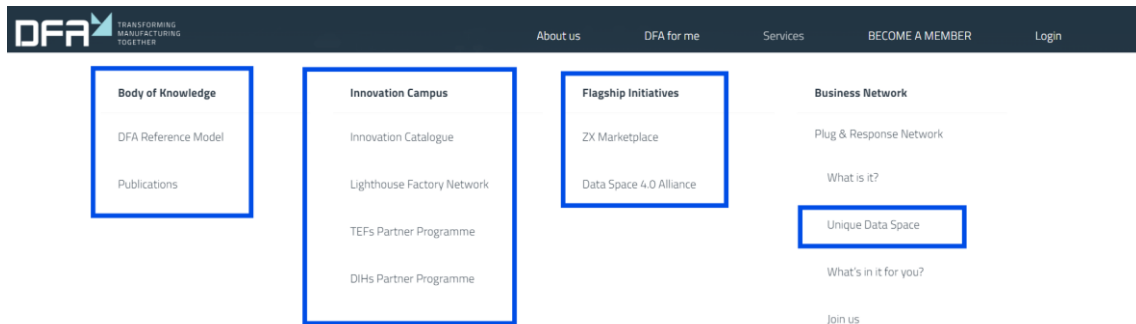 DFA
TRANSFORMING
MANUFACTURING
TOGETHER
About us
DFA for me
Services
BECOME A MEMBER
Login
Body of Knowledge
DFA Reference Model
Publications
Innovation Campus
Innovation Catalogue
Lighthouse Factory Network
TEFs Partner Programme
DIHs Partner Programme
Flagship Initiatives
ZX Marketplace
Data Space 4.0 Alliance
Business Network
Plug & Response Network
What is it?
Unique Data Space
What's in it for you?
Join us